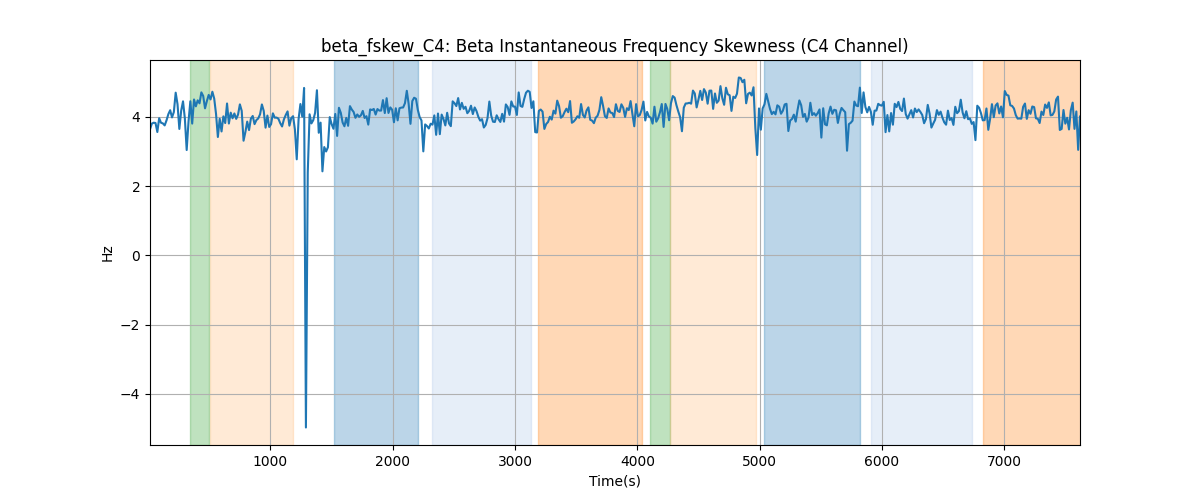 beta_fskew_C4: Beta Instantaneous Frequency Skewness (C4 Channel)
4
2
0
−2
−4
Hz
1000 2000 3000 4000 5000 6000 7000
Time(s)